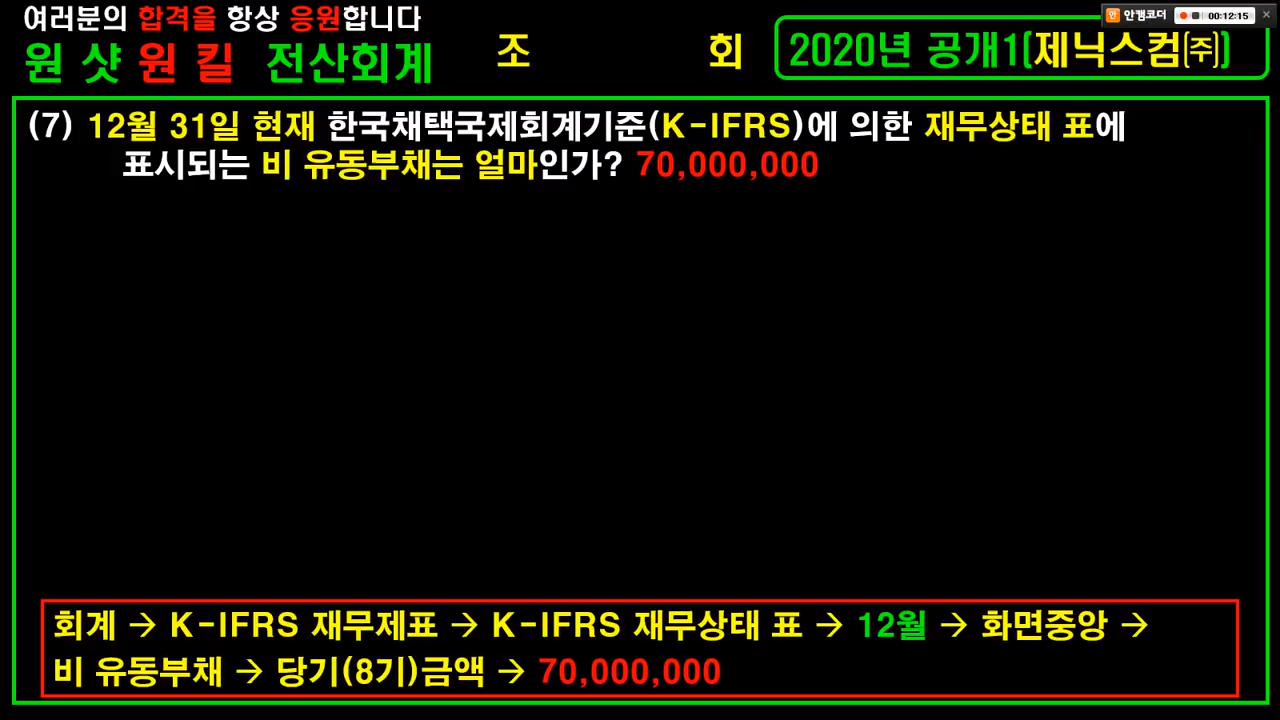 여러분의 합격을 항상 응원합니다
안캠코더 00:12:15
원 샷 원 킬 전산회계
조 회
2020년 공개1(제닉스컴㈜)
(7) 12월 31일 현재 한국채택국제회계기준(K-IFRS)에 의한 재무상태 표에
표시되는 비 유동부채는 얼마인가? 70,000,000
회계 → K-IFRS 재무제표 → K-IFRS 재무상태 표 → 12월 → 화면중앙 →
비 유동부채 → 당기(8기)금액 → 70,000,000